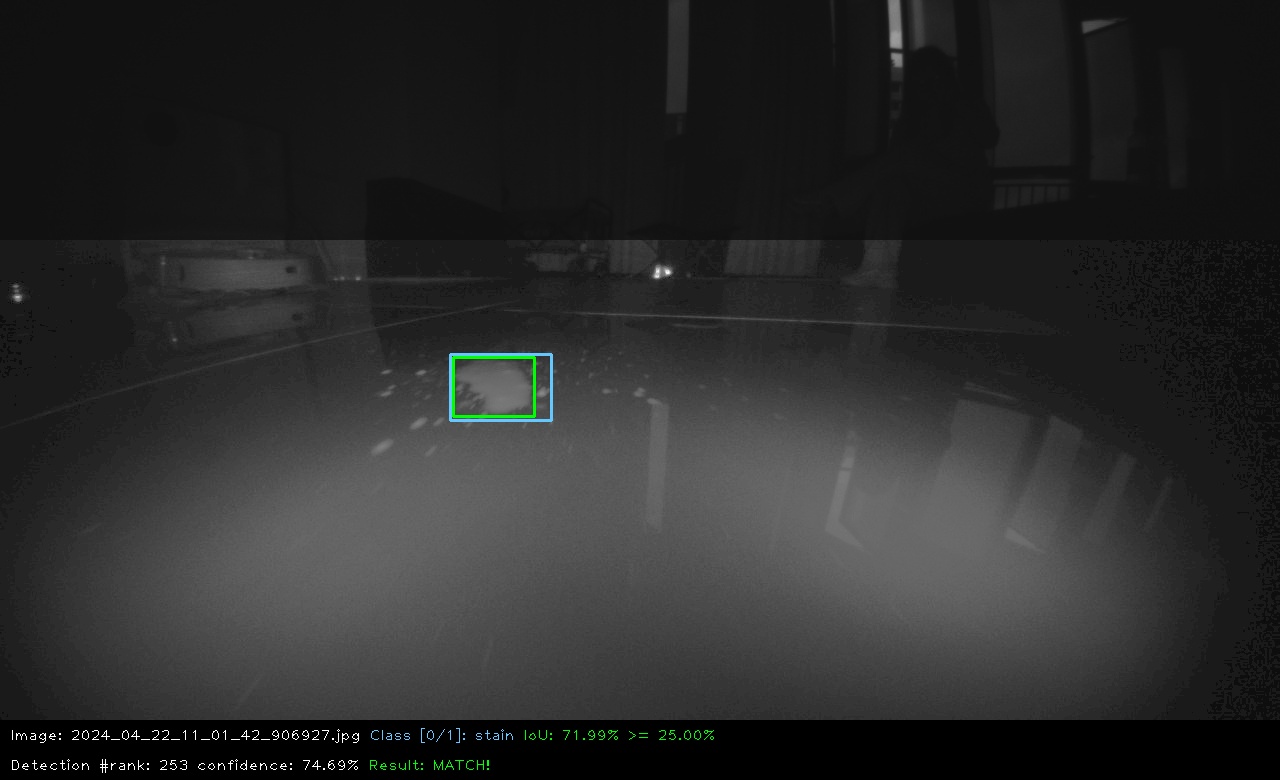 Image: 2024_04_22_11_01_42_906927.jpg Class [0/1]: stain IoU: 71.99% >= 25.00%
Detection #rank: 253 confidence: 74.69% Result: MATCH!